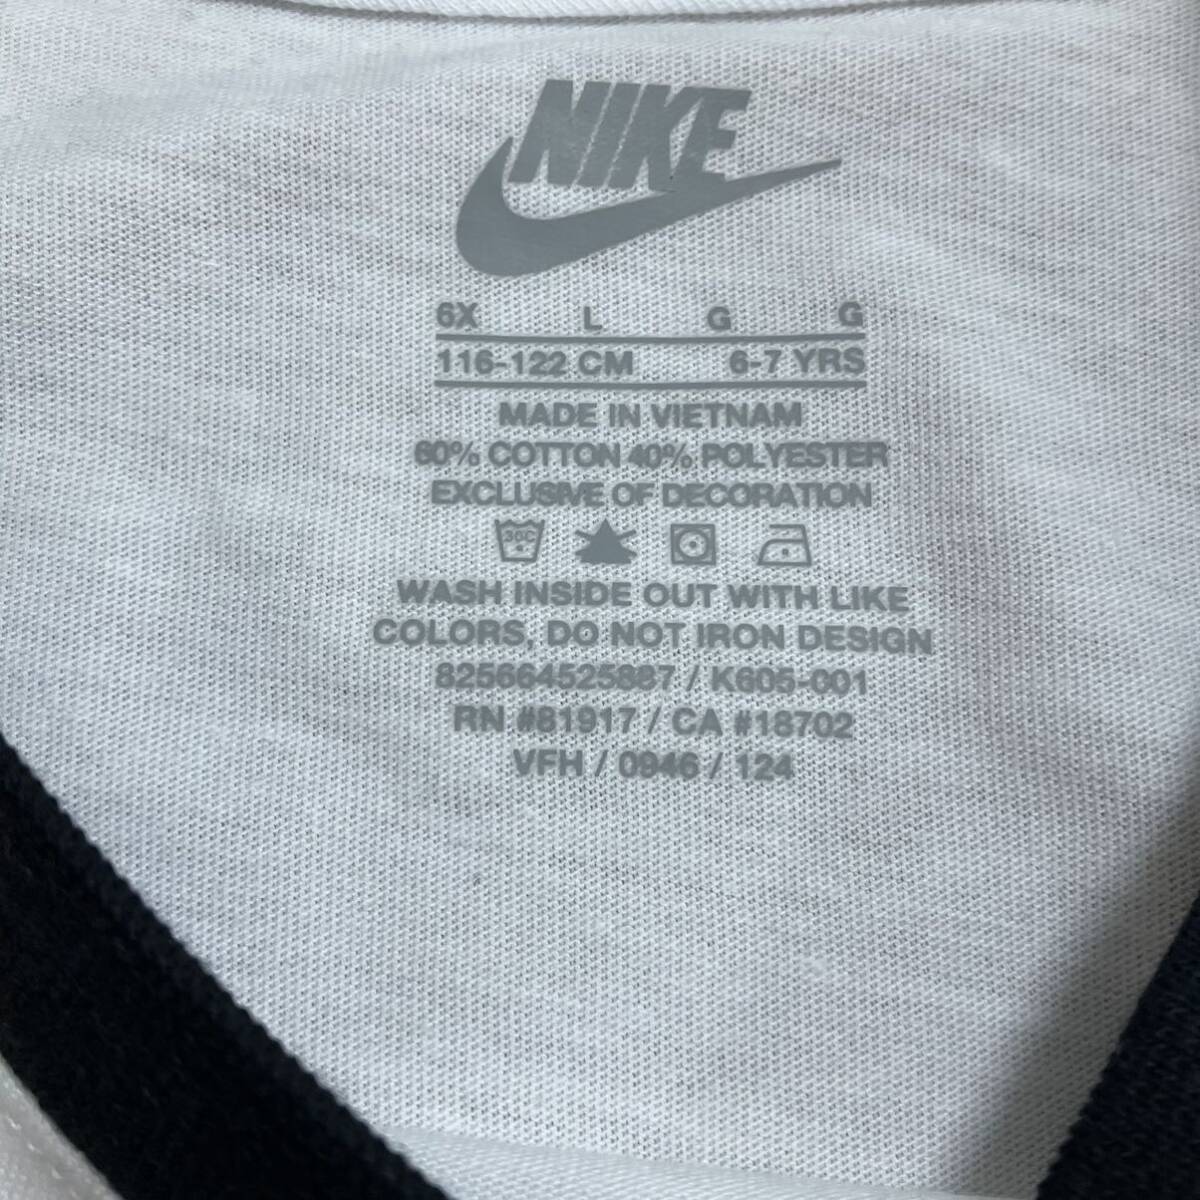 NIKE
6X L G G
116-122 CM 6-7 YRS
MADE IN VIETNAM
60% COTTON 40% POLYESTER
EXCLUSIVE OF DECORATION
30C
WASH INSIDE OUT WITH LIKE
COLORS, DO NOT IRON DESIGN
825664525887 / K605-001
RN #81917 / CA #18702
VFH / 0946 / 124